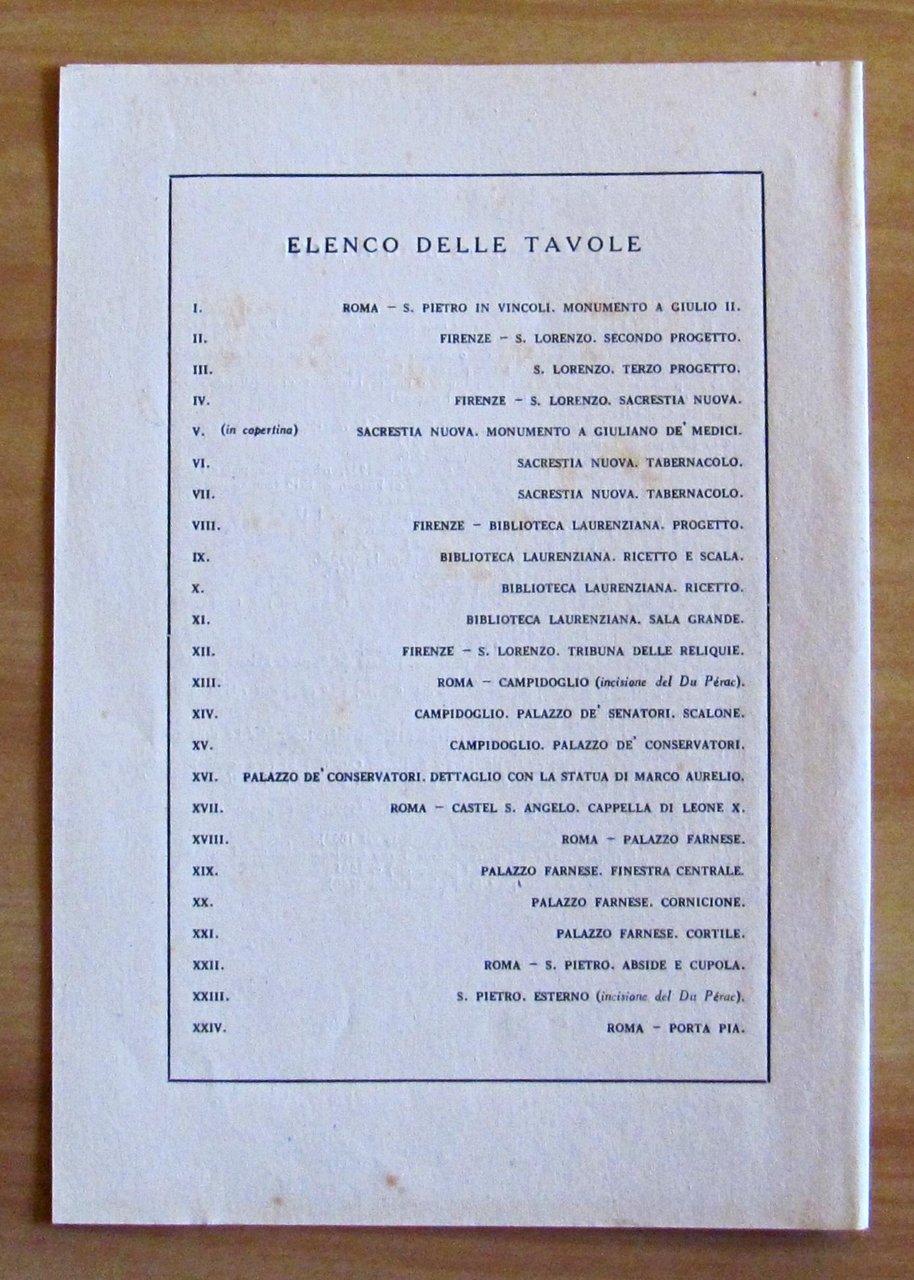 ELENCO DELLE TAVOLE
I. ROMA – S. PIETRO IN VINCOLI. MONUMENTO A GIULIO II.
II. FIRENZE – S. LORENZO. SECONDO PROGETTO.
III. S. LORENZO. TERZO PROGETTO.
IV. FIRENZE – S. LORENZO. SACRESTIA NUOVA.
V. (in copertina) SACRESTIA NUOVA. MONUMENTO A GIULIANO DE' MEDICI.
VI. SACRESTIA NUOVA. TABERNACOLO.
VII. SACRESTIA NUOVA. TABERNACOLO.
VIII. FIRENZE – BIBLIOTECA LAURENZIANA. PROGETTO.
IX. BIBLIOTECA LAURENZIANA. RICETTO E SCALA.
X. BIBLIOTECA LAURENZIANA. RICETTO.
XI. BIBLIOTECA LAURENZIANA. SALA GRANDE.
XII. FIRENZE – S. LORENZO. TRIBUNA DELLE RELIQUIE.
XIII. ROMA – CAMPIDOGLIO (incisione del Du Pérac).
XIV. CAMPIDOGLIO. PALAZZO DE' SENATORI. SCALONE.
XV. CAMPIDOGLIO. PALAZZO DE' CONSERVATORI.
XVI. PALAZZO DE' CONSERVATORI. DETTAGLIO CON LA STATUA DI MARCO AURELIO.
XVII. ROMA – CASTEL S. ANGELO. CAPPELLA DI LEONE X.
XVIII. ROMA – PALAZZO FARNESE.
XIX. PALAZZO FARNESE. FINESTRA CENTRALE.
XX. PALAZZO FARNESE. CORNICIONE.
XXI. PALAZZO FARNESE. CORTILE.
XXII. ROMA – S. PIETRO. ABSIDE E CUPOLA.
XXIII. S. PIETRO. ESTERNO (incisione del Du Pérac).
XXIV. ROMA – PORTA PIA.